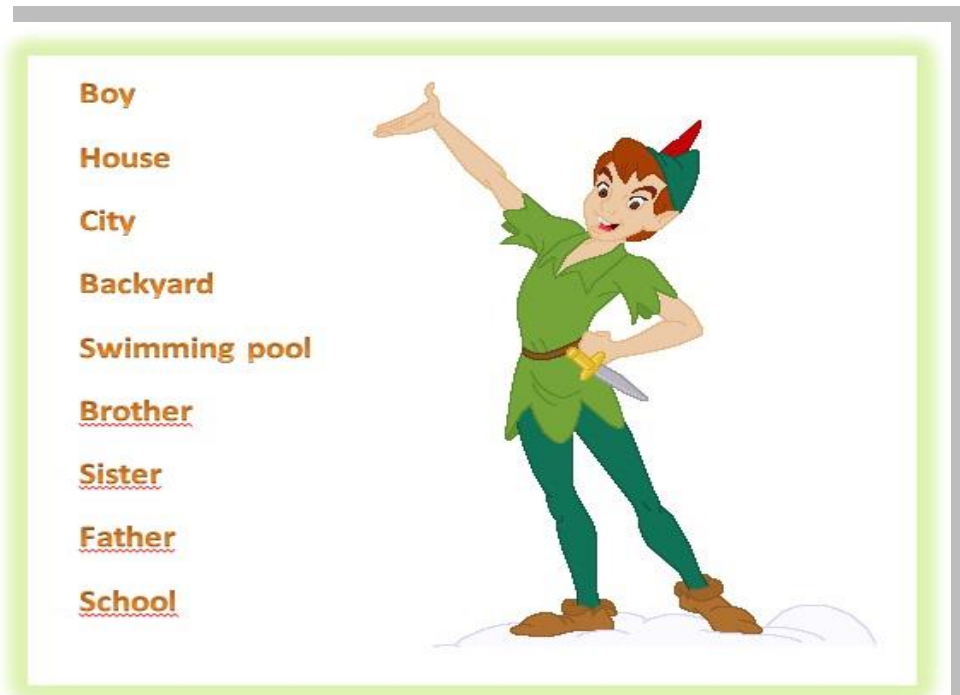 Boy
House
City
Backyard
Swimming pool
Brother
Sister
Father
School